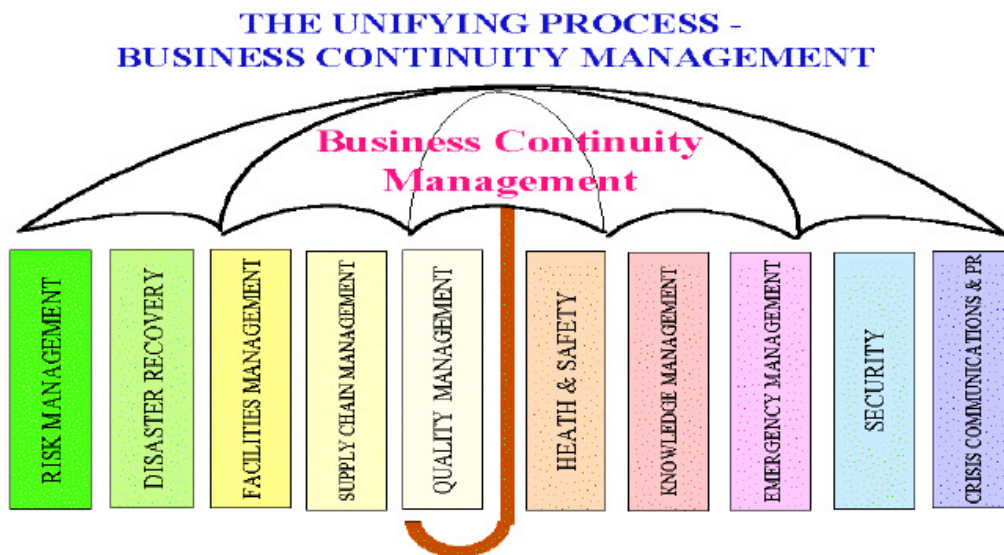 THE UNIFYING PROCESS -
BUSINESS CONTINUITY MANAGEMENT
Business Continuity
Management
RISK MANAGEMENT
DISASTER RECOVERY
FACILITIES MANAGEMENT
SUPPLY CHAIN MANAGEMENT
QUALITY MANAGEMENT
HEATH & SAFETY
KNOWLEDGE MANAGEMENT
EMERGENCY MANAGEMENT
SECURITY
CRISIS COMMUNICATIONS & PR